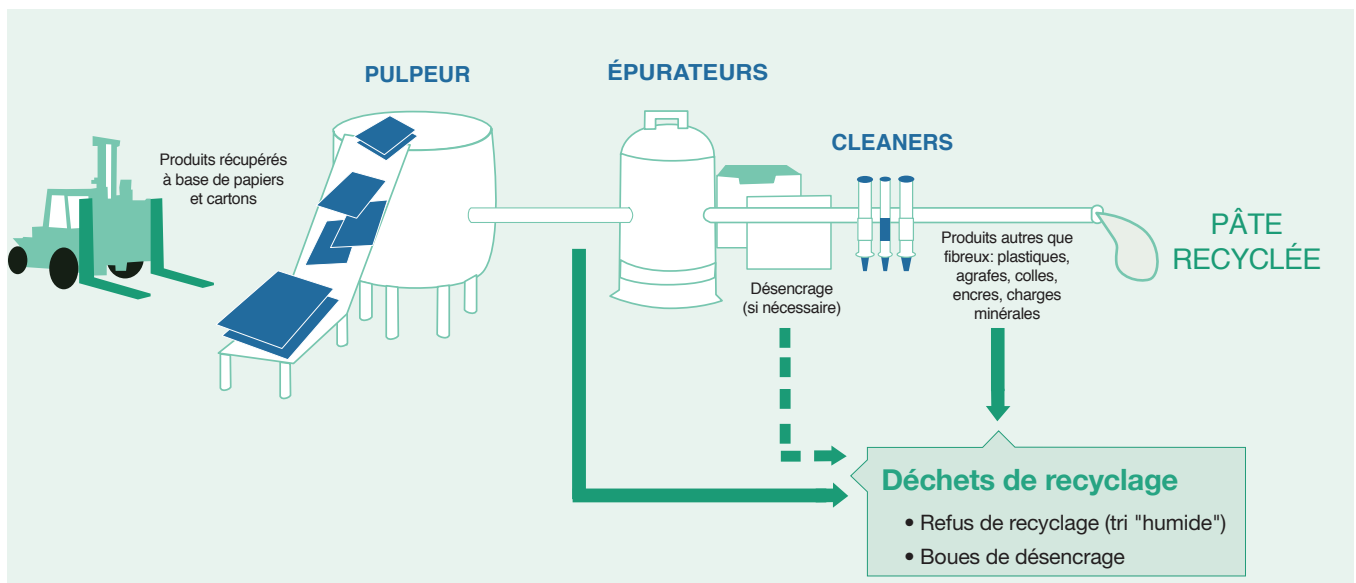 PULPEUR
ÉPURATEURS
CLEANERS
Produits récupérés
à base de papiers
et cartons
PÂTE
RECYCLÉE
Produits autres que
fibreux: plastiques,
agrafes, colles,
encres, charges
minérales
Désencrage
(si nécessaire)
Déchets de recyclage
• Refus de recyclage (tri "humide")
• Boues de désencrage